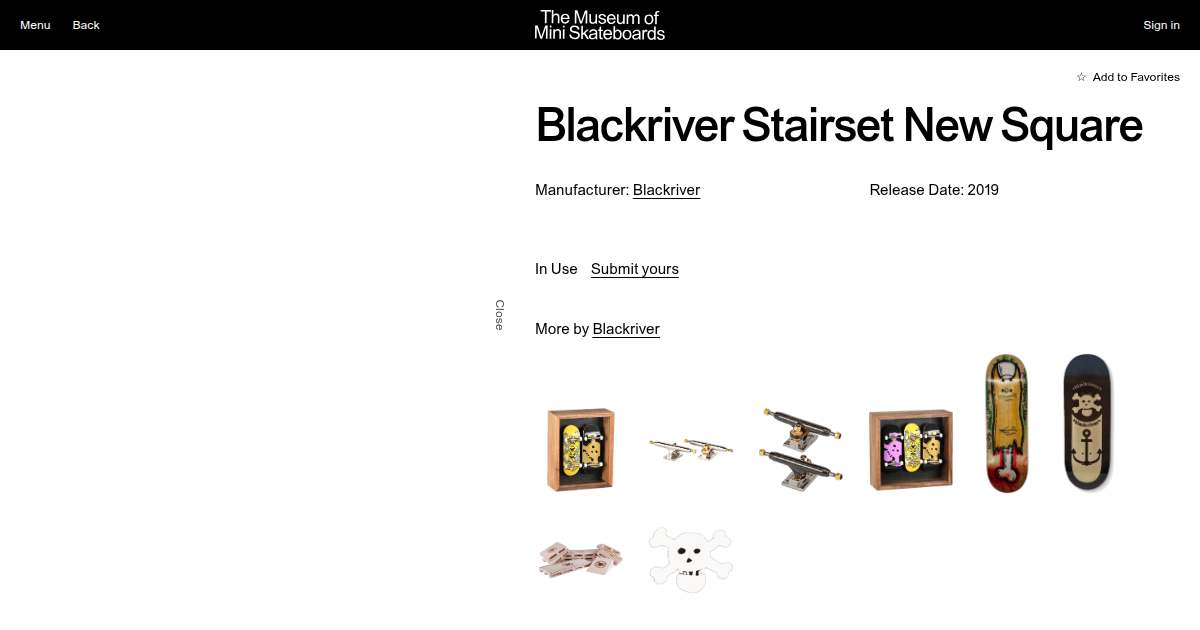 Menu
Back
The Museum of
Mini Skateboards
Sign in
☆ Add to Favorites
Blackriver Stairset New Square
Manufacturer: Blackriver
Release Date: 2019
In Use Submit yours
Close
More by Blackriver